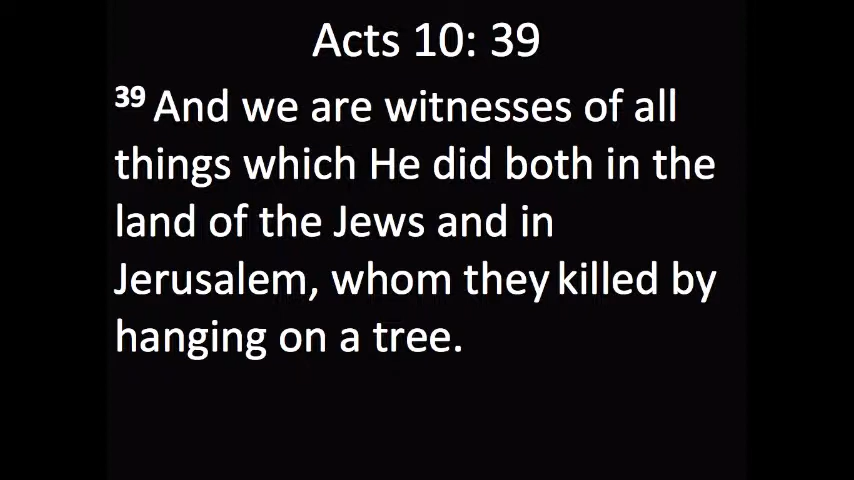 Acts 10: 39
39 And we are witnesses of all
things which He did both in the
land of the Jews and in
Jerusalem, whom they killed by
hanging on a tree.